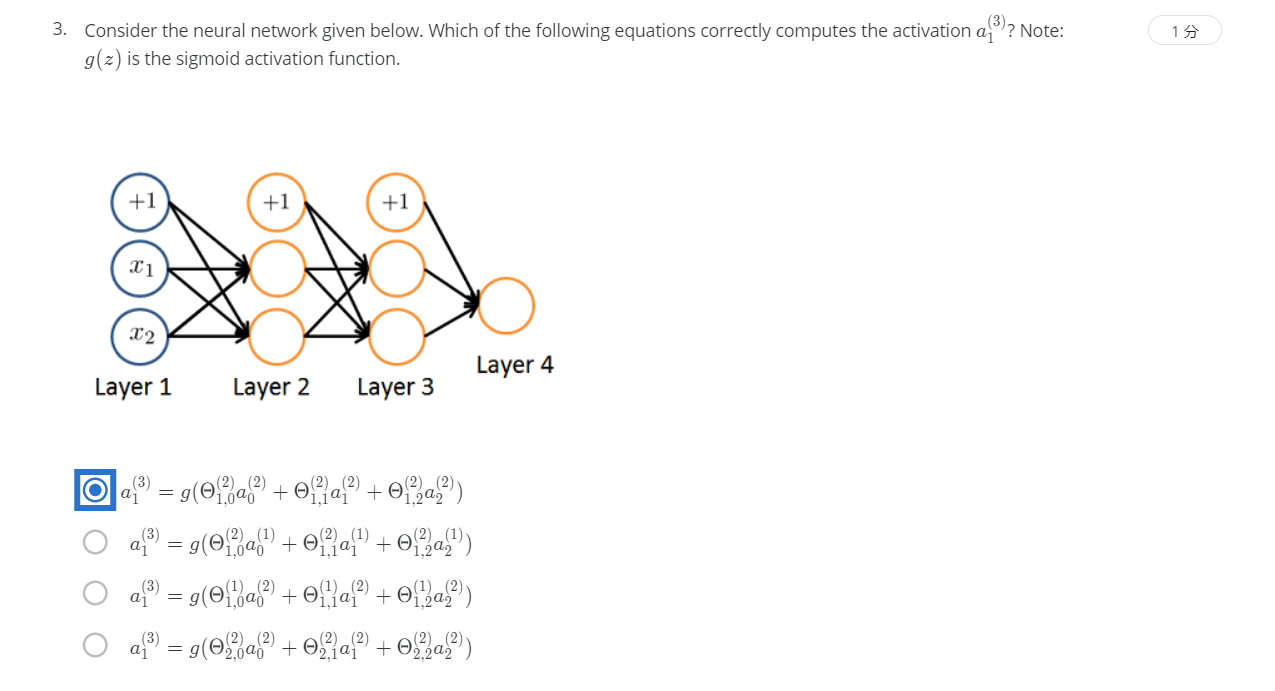 3. Consider the neural network given below. Which of the following equations correctly computes the activation $a_1^{(3)}$? Note: 1 分
$g(z)$ is the sigmoid activation function.
+1 +1 +1
$x_1$
$x_2$
Layer 4
Layer 1 Layer 2 Layer 3
$a_1^{(3)} = g(\Theta_{1,0}^{(2)}a_0^{(2)} + \Theta_{1,1}^{(2)}a_1^{(2)} + \Theta_{1,2}^{(2)}a_2^{(2)})$
$a_1^{(3)} = g(\Theta_{1,0}^{(2)}a_0^{(1)} + \Theta_{1,1}^{(2)}a_1^{(1)} + \Theta_{1,2}^{(2)}a_2^{(1)})$
$a_1^{(3)} = g(\Theta_{1,0}^{(1)}a_0^{(2)} + \Theta_{1,1}^{(1)}a_1^{(2)} + \Theta_{1,2}^{(1)}a_2^{(2)})$
$a_1^{(3)} = g(\Theta_{2,0}^{(2)}a_0^{(2)} + \Theta_{2,1}^{(2)}a_1^{(2)} + \Theta_{2,2}^{(2)}a_2^{(2)})$